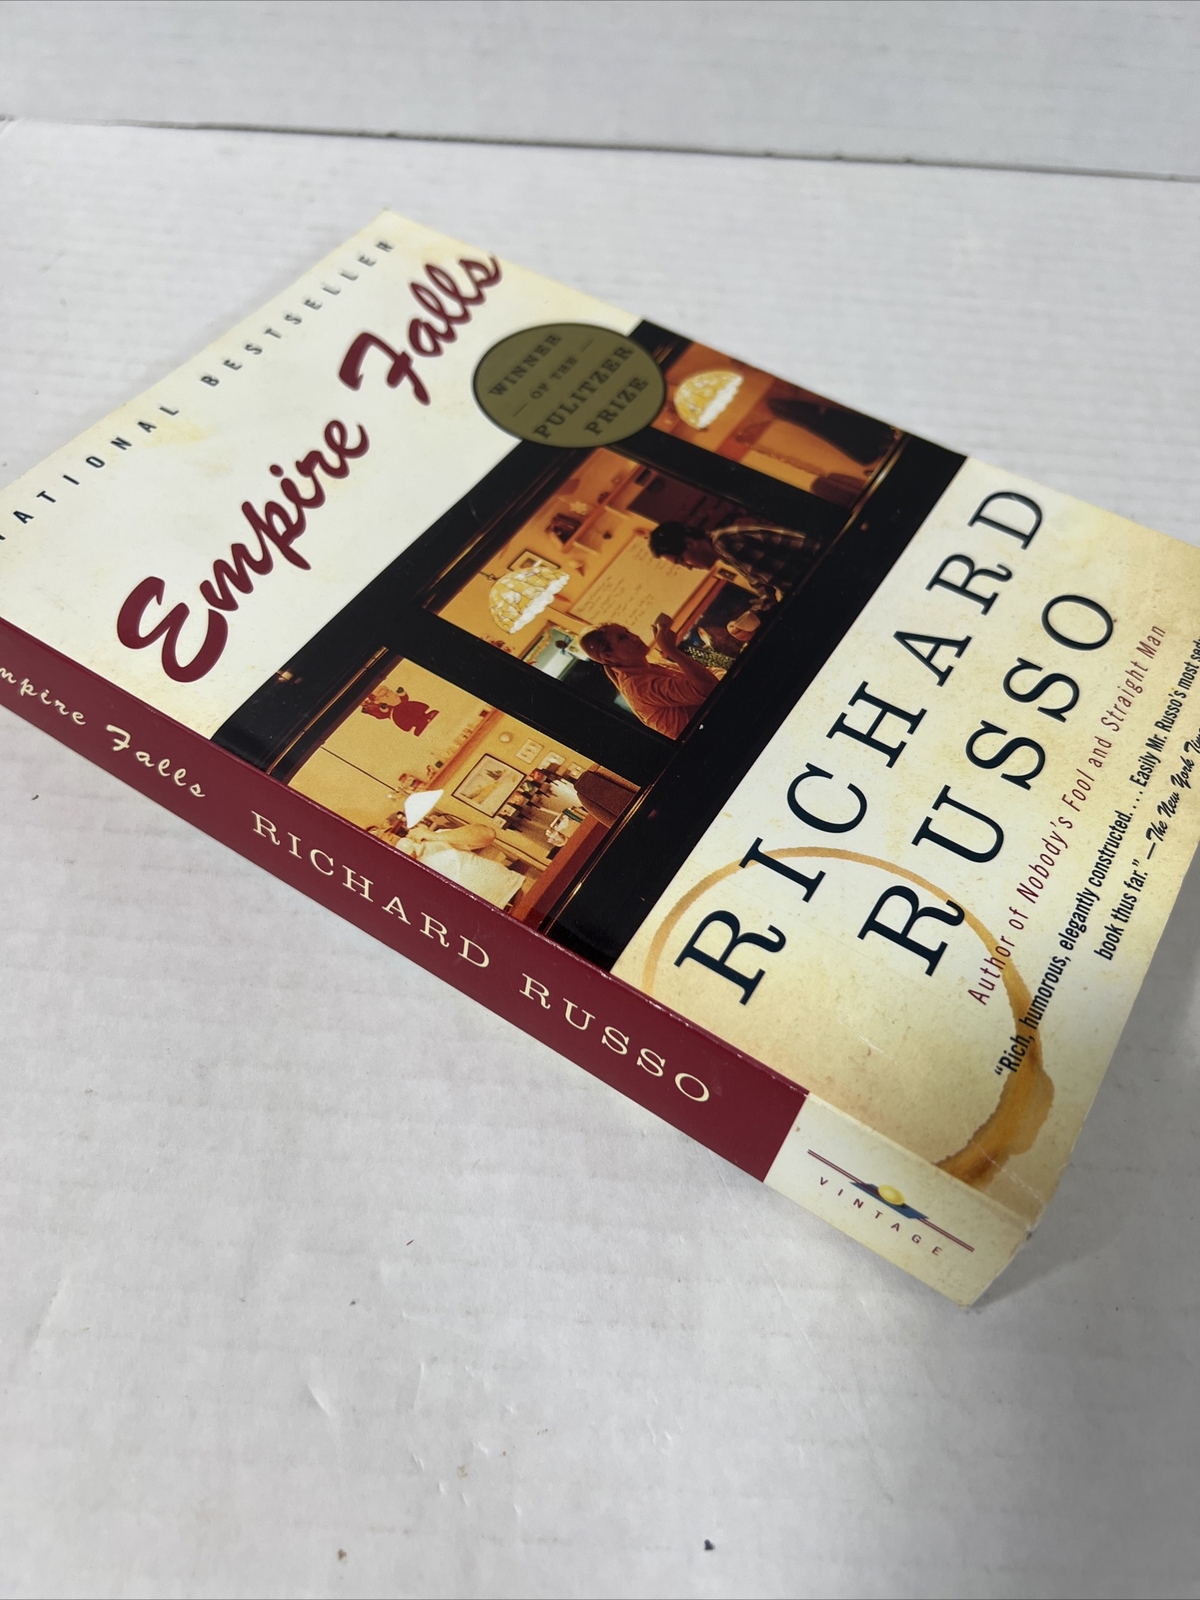 NATIONAL BESTSELLER
Empire Falls
WINNER
— OF THE —
PULITZER
PRIZE
RICHARD
RUSSO
Author of Nobody's Fool and Straight Man
“Rich, humorous, elegantly constructed.... Easily Mr. Russo's most
book thus far.” —The New York
Falls RICHARD RUSSO
VINTAGE